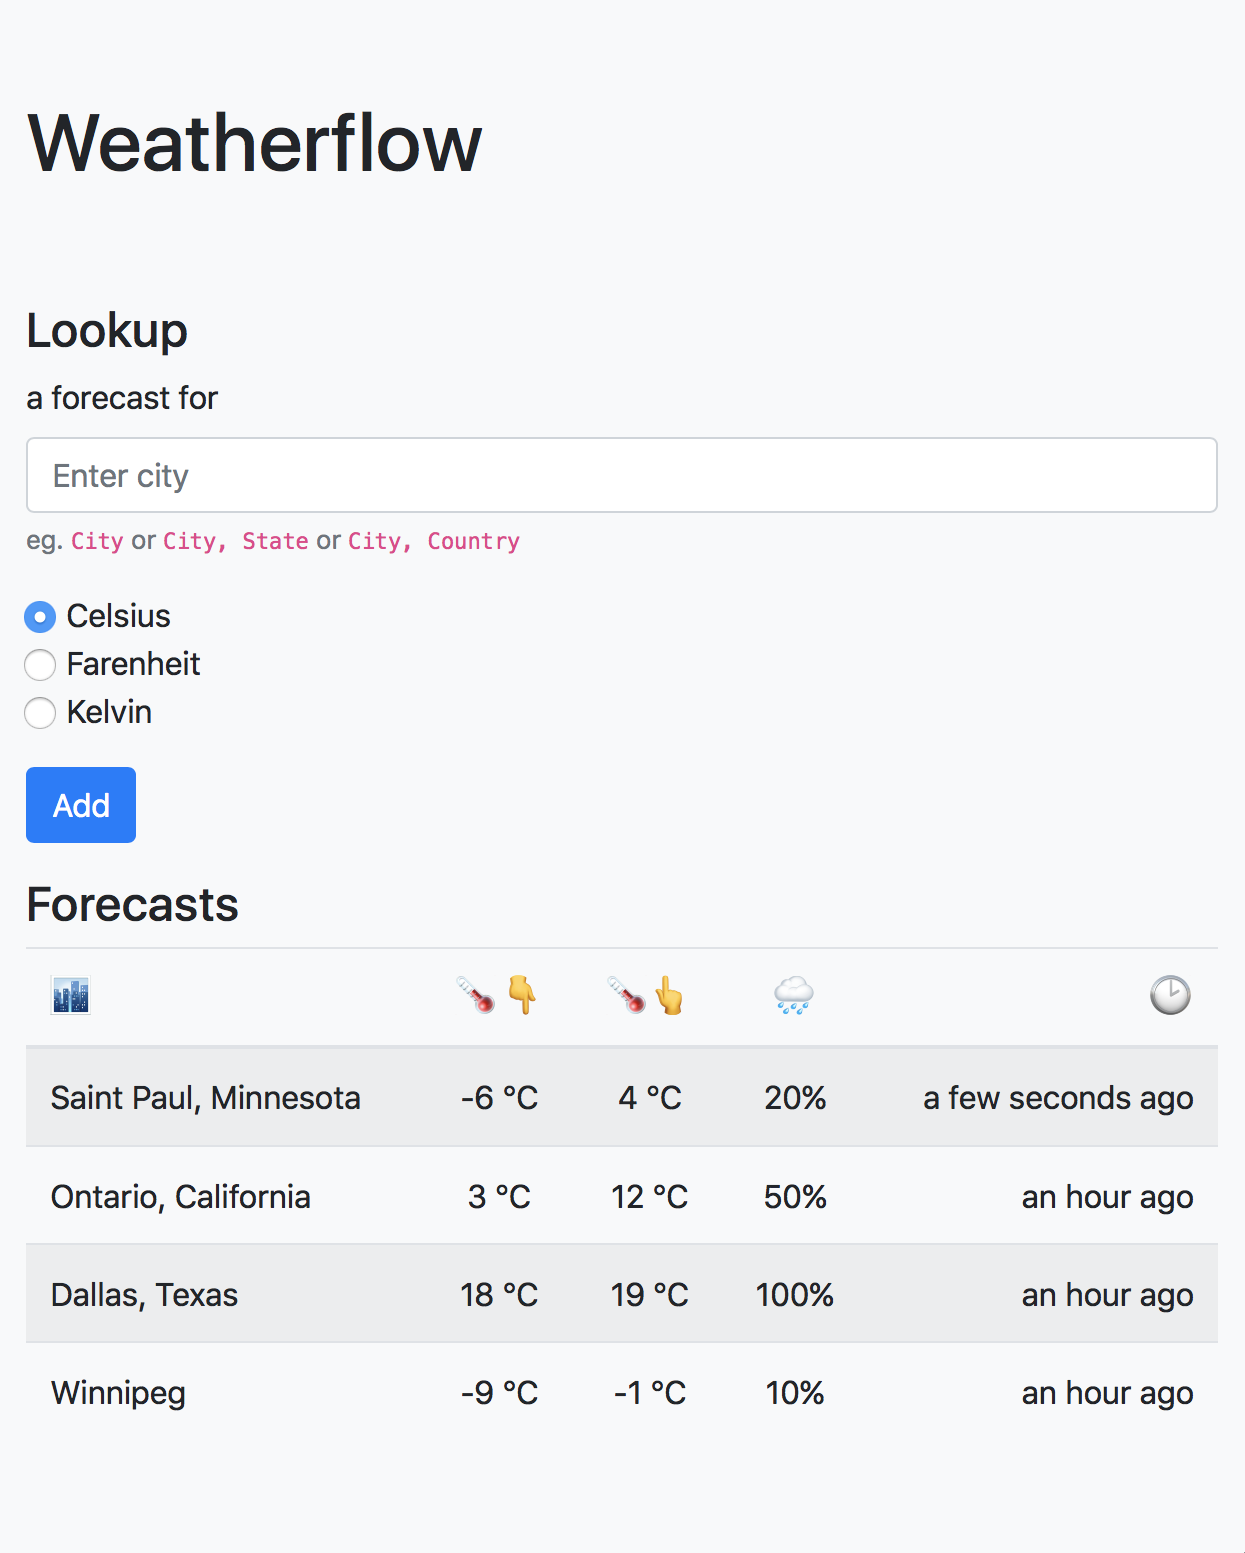 Weatherflow
Lookup
a forecast for
Enter city
eg. City or City, State or City, Country
Celsius
Farenheit
Kelvin
Add
Forecasts
Saint Paul, Minnesota -6 °C 4 °C 20% a few seconds ago
Ontario, California 3 °C 12 °C 50% an hour ago
Dallas, Texas 18 °C 19 °C 100% an hour ago
Winnipeg -9 °C -1 °C 10% an hour ago